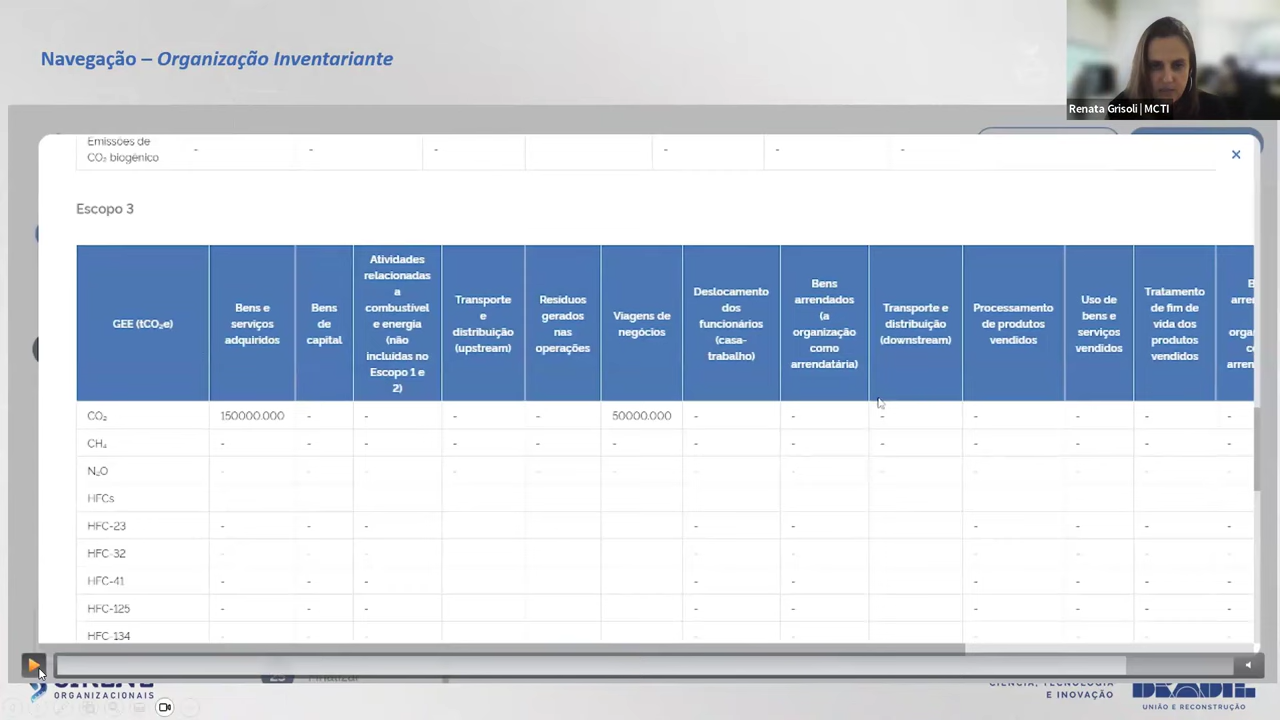 Navegação – Organização Inventariante
Renata Grisoli | MCTI
Emissões de
CO₂ biogênico - - - - - -
Escopo 3
GEE (tCO₂e)
Bens e
serviços
adquiridos
Bens
de
capital
Atividades
relacionadas
a
combustível
e energia
(não
incluídas no
Escopo 1 e
2)
Transporte
e
distribuição
(upstream)
Resíduos
gerados
nas
operações
Viagens de
negócios
Deslocamento
dos
funcionários
(casa-
trabalho)
Bens
arrendados
(a
organização
como
arrendatária)
Transporte e
distribuição
(downstream)
Processamento
de produtos
vendidos
Uso de
bens e
serviços
vendidos
Tratamento
de fim de
vida dos
produtos
vendidos
CO₂ 150000.000 - - - - 50000.000 - - - - - - -
CH₄ - - - - - - - - - - - - -
N₂O - - - - - - - - - - - - -
HFCs
HFC-23 - - - - - - - - -
HFC-32 - - - - - - - - -
HFC-41 - - - - - - - - -
HFC-125 - - - - - - - - -
HFC-134 - - - - - - - - -
23 Finalizar
ORGANIZACIONAIS
CIÊNCIA, TECNOLOGIA
E INOVAÇÃO
BRASIL
UNIÃO E RECONSTRUÇÃO